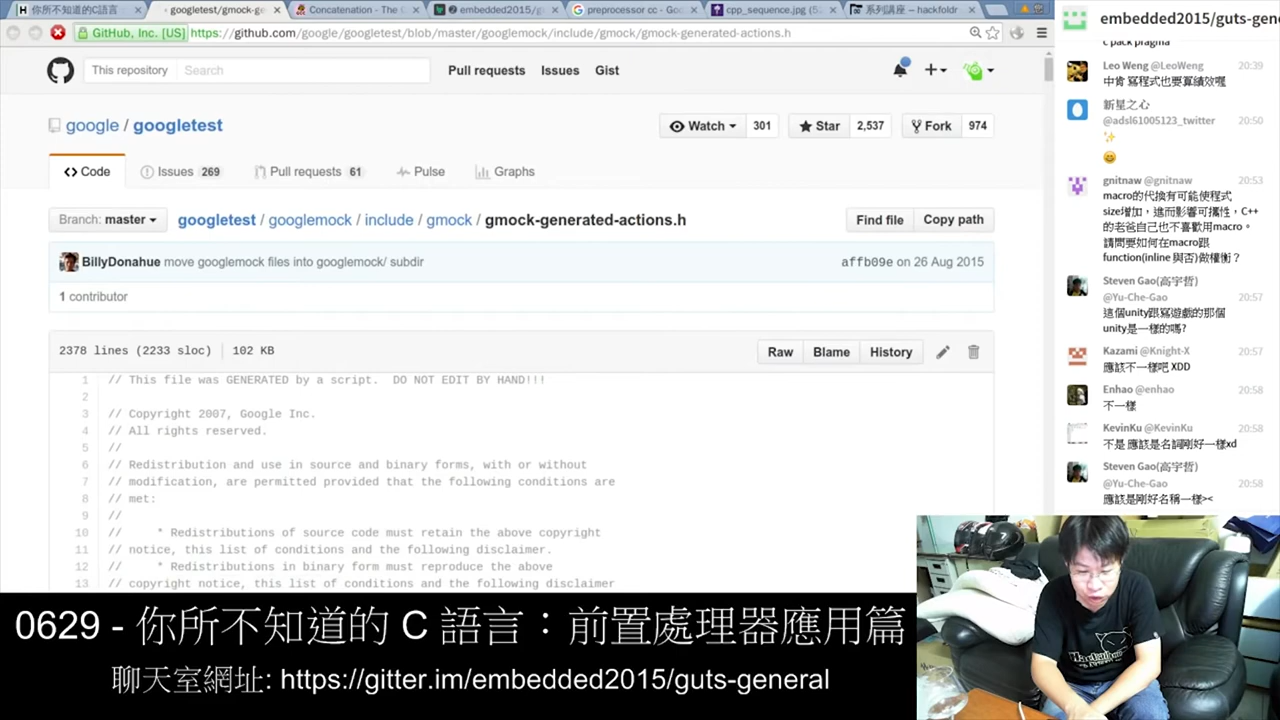 你所不知道的C語言
googletest/gmock-ge
Concatenation - The C
embedded2015/gu
preprocessor cc - Goo
cpp_sequence.jpg (52
系列講座 – hackfoldr
GitHub, Inc. [US]
https://github.com/google/googletest/blob/master/googlemock/include/gmock/gmock-generated-actions.h
This repository
Search
Pull requests
Issues
Gist
google / googletest
Watch
301
Star
2,537
Fork
974
Code
Issues 269
Pull requests 61
Pulse
Graphs
Branch: master
googletest / googlemock / include / gmock / gmock-generated-actions.h
Find file
Copy path
BillyDonahue move googlemock files into googlemock/ subdir
affb09e on 26 Aug 2015
1 contributor
2378 lines (2233 sloc)
102 KB
Raw
Blame
History
1 // This file was GENERATED by a script. DO NOT EDIT BY HAND!!!
2
3 // Copyright 2007, Google Inc.
4 // All rights reserved.
5 //
6 // Redistribution and use in source and binary forms, with or without
7 // modification, are permitted provided that the following conditions are
8 // met:
9 //
10 // * Redistributions of source code must retain the above copyright
11 // notice, this list of conditions and the following disclaimer.
12 // * Redistributions in binary form must reproduce the above
13 // copyright notice, this list of conditions and the following disclaimer
embedded2015/guts-gene
c pack pragma
Leo Weng @LeoWeng 20:39
中肯 寫程式也要算績效喔
新星之心 20:50
@adsl61005123_twitter
gnitnaw @gnitnaw 20:53
macro的代換有可能使程式
size增加，進而影響可攜性，C++
的老爸自己也不喜歡用macro。
請問要如何在macro跟
function(inline 與否)做權衡？
Steven Gao(高宇哲) 20:57
@Yu-Che-Gao
這個unity跟寫遊戲的那個
unity是一樣的嗎?
Kazami @Knight-X 20:57
應該不一樣吧 XDD
Enhao @enhao 20:58
不一樣
KevinKu @KevinKu 20:58
不是 應該是名詞剛好一樣xd
Steven Gao(高宇哲) 20:58
@Yu-Che-Gao
應該是剛好名稱一樣><
0629 - 你所不知道的 C 語言：前置處理器應用篇
聊天室網址: https://gitter.im/embedded2015/guts-general